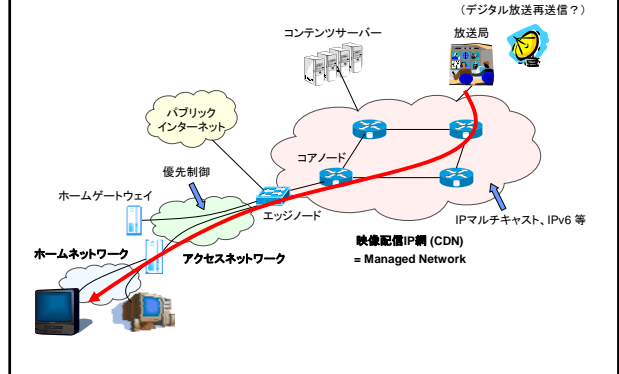 （デジタル放送再送信？）
コンテンツサーバー
放送局
パブリック
インターネット
コアノード
優先制御
ホームゲートウェイ
エッジノード
IPマルチキャスト、IPv6 等
映像配信IP網 (CDN)
= Managed Network
ホームネットワーク
アクセスネットワーク